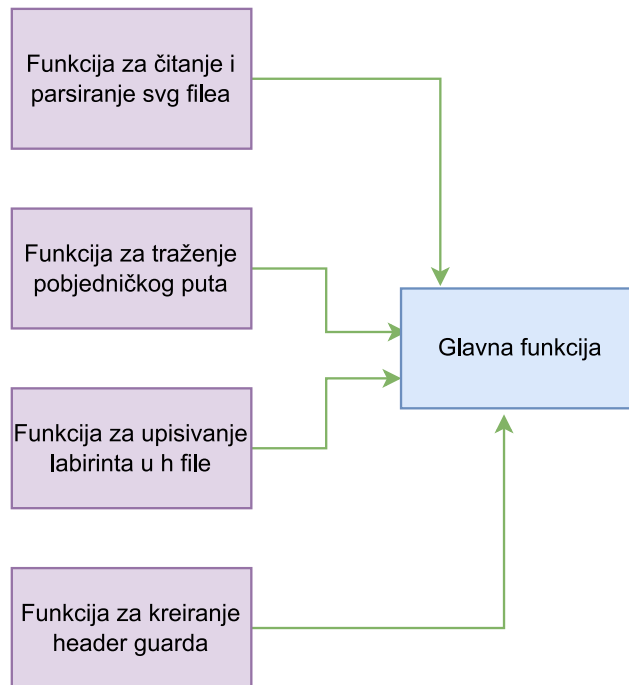 Funkcija za čitanje i
parsiranje svg filea
Funkcija za traženje
pobjedničkog puta
Glavna funkcija
Funkcija za upisivanje
labirinta u h file
Funkcija za kreiranje
header guarda